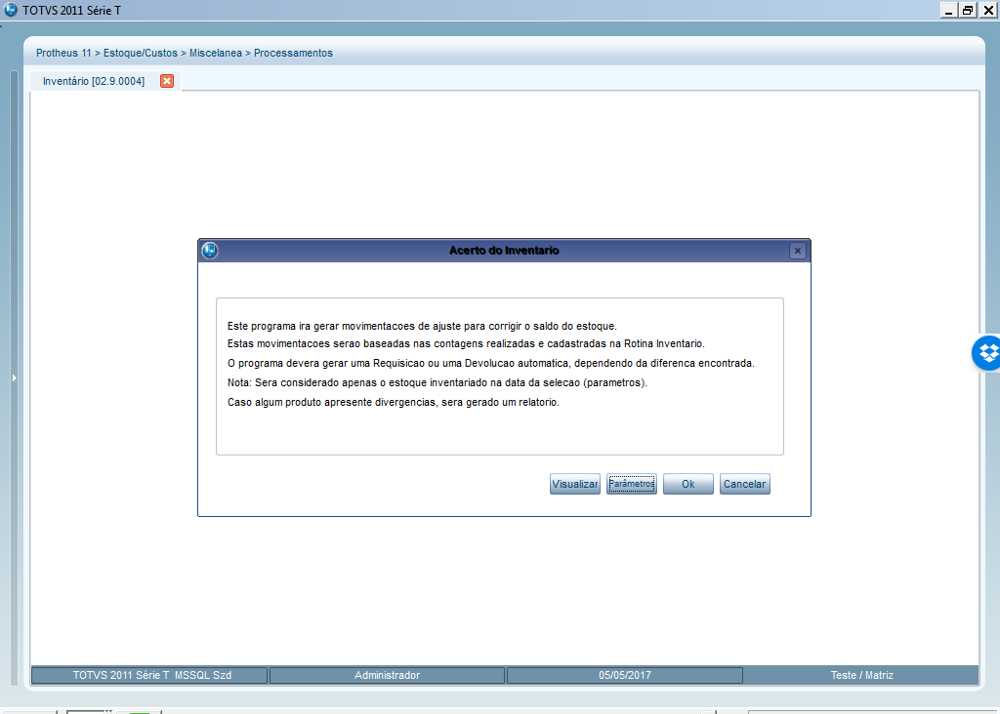 TOTVS 2011 Série T
Protheus 11 > Estoque/Custos > Miscelanea > Processamentos
Inventário [02.9.0004]
Acerto do Inventario
Este programa ira gerar movimentacoes de ajuste para corrigir o saldo do estoque.
Estas movimentacoes serao baseadas nas contagens realizadas e cadastradas na Rotina Inventario.
O programa devera gerar uma Requisicao ou uma Devolucao automatica, dependendo da diferenca encontrada.
Nota: Sera considerado apenas o estoque inventariado na data da selecao (parametros).
Caso algum produto apresente divergencias, sera gerado um relatorio.
Visualizar Parâmetros Ok Cancelar
TOTVS 2011 Série T MSSQL Szd Administrador 05/05/2017 Teste / Matriz